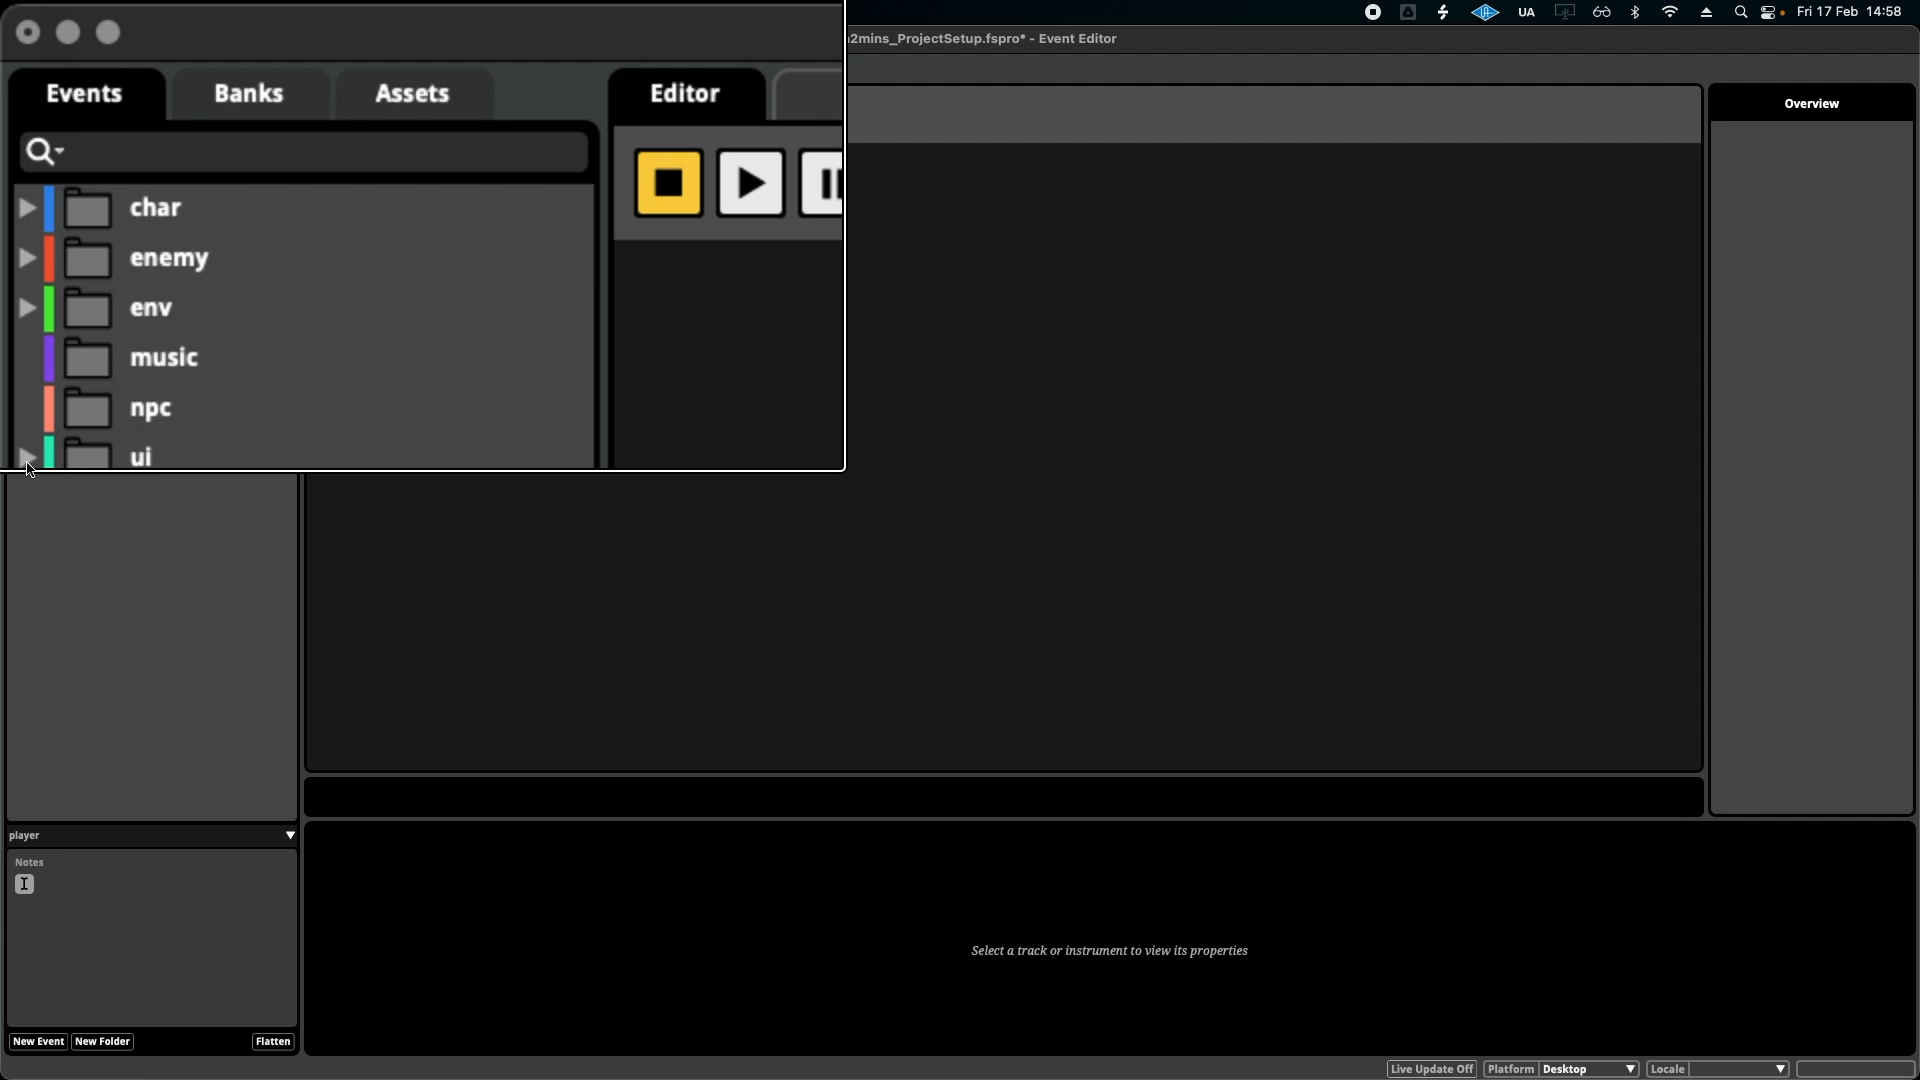 UA
Fri 17 Feb 14:58
2mins_ProjectSetup.fspro* - Event Editor
Events
Banks
Assets
Editor
Overview
char
enemy
env
music
npc
ui
player
Notes
Select a track or instrument to view its properties
New Event
New Folder
Flatten
Live Update Off
Platform
Desktop
Locale